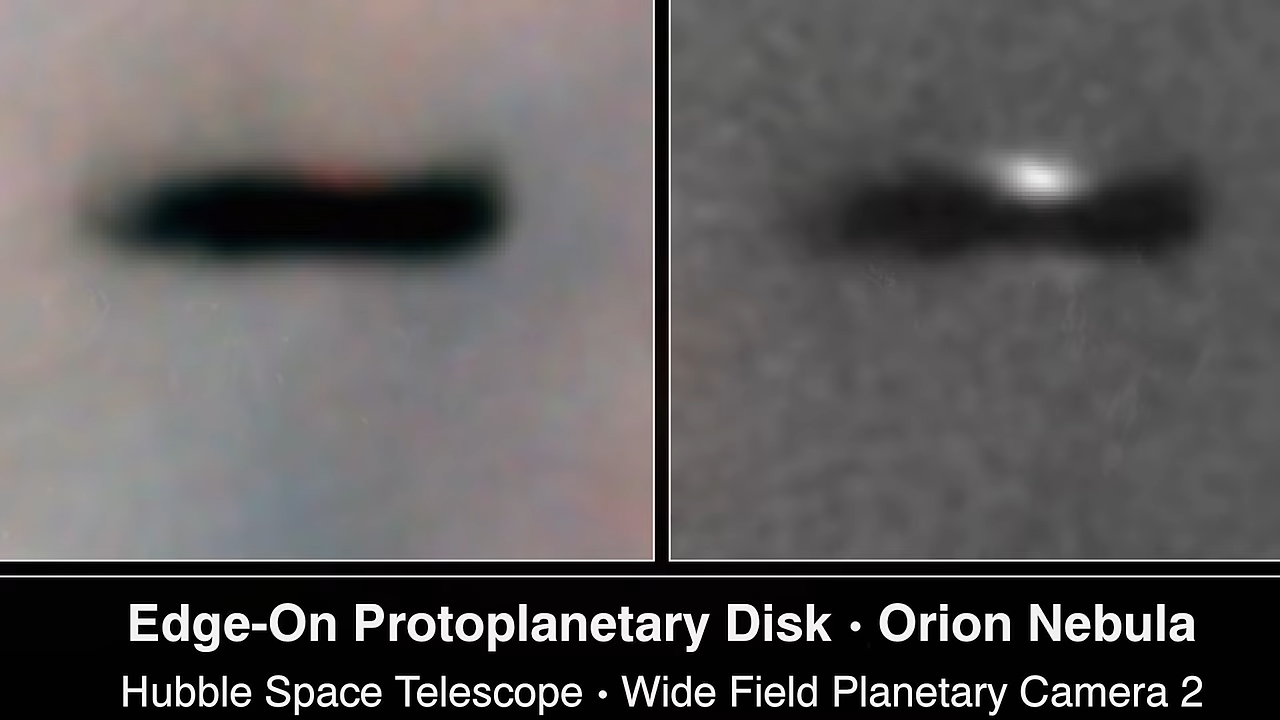 Edge-On Protoplanetary Disk • Orion Nebula
Hubble Space Telescope • Wide Field Planetary Camera 2